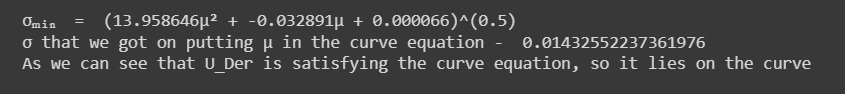 σₘᵢₙ = (13.958646μ² + -0.032891μ + 0.000066)^(0.5)
σ that we got on putting μ in the curve equation - 0.01432552237361976
As we can see that U_Der is satisfying the curve equation, so it lies on the curve